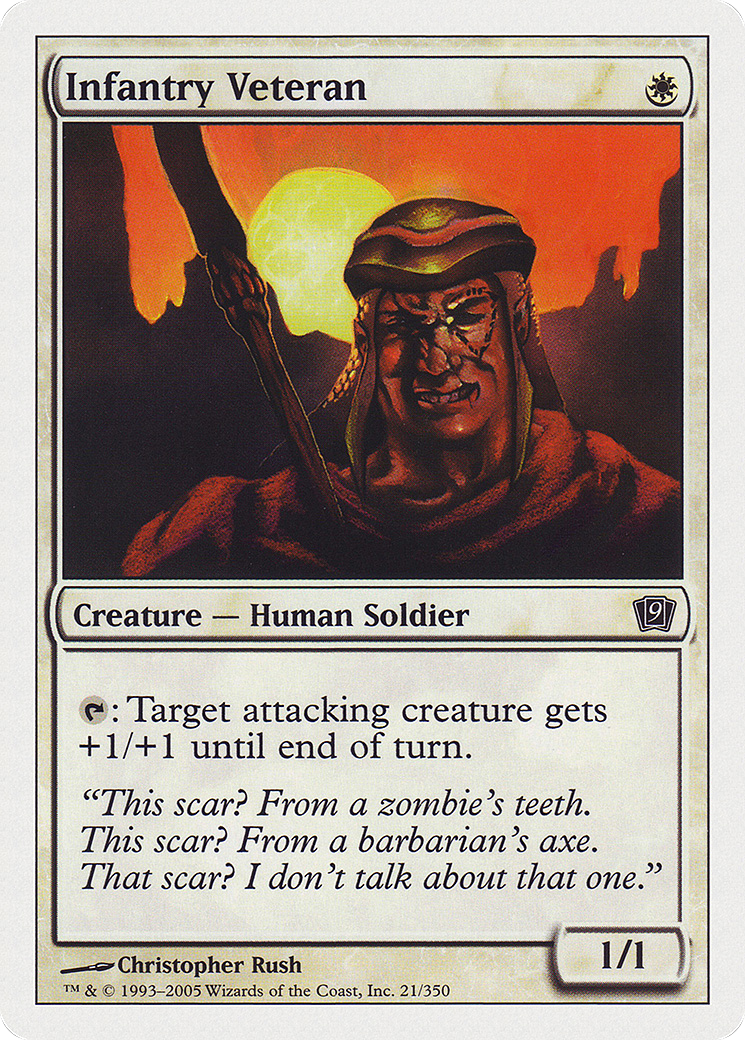 Infantry Veteran
Creature — Human Soldier
9
: Target attacking creature gets
+1/+1 until end of turn.
“This scar? From a zombie’s teeth.
This scar? From a barbarian’s axe.
That scar? I don’t talk about that one.”
1/1
Christopher Rush
™ & © 1993–2005 Wizards of the Coast, Inc. 21/350